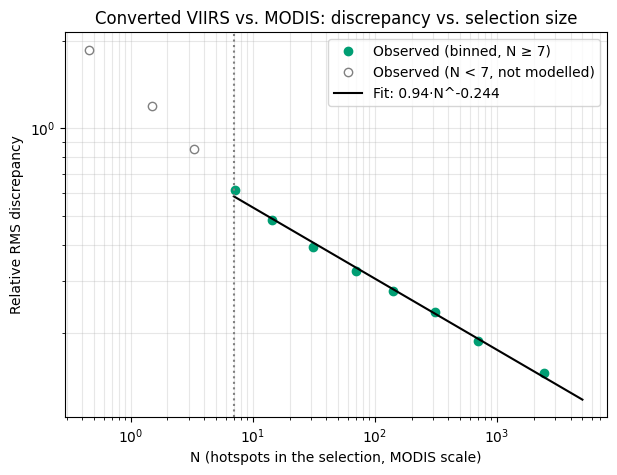 Converted VIIRS vs. MODIS: discrepancy vs. selection size
Observed (binned, N ≥ 7)
Observed (N < 7, not modelled)
Fit: 0.94·N^-0.244
Relative RMS discrepancy
10⁰
10⁰
10¹
10²
10³
N (hotspots in the selection, MODIS scale)